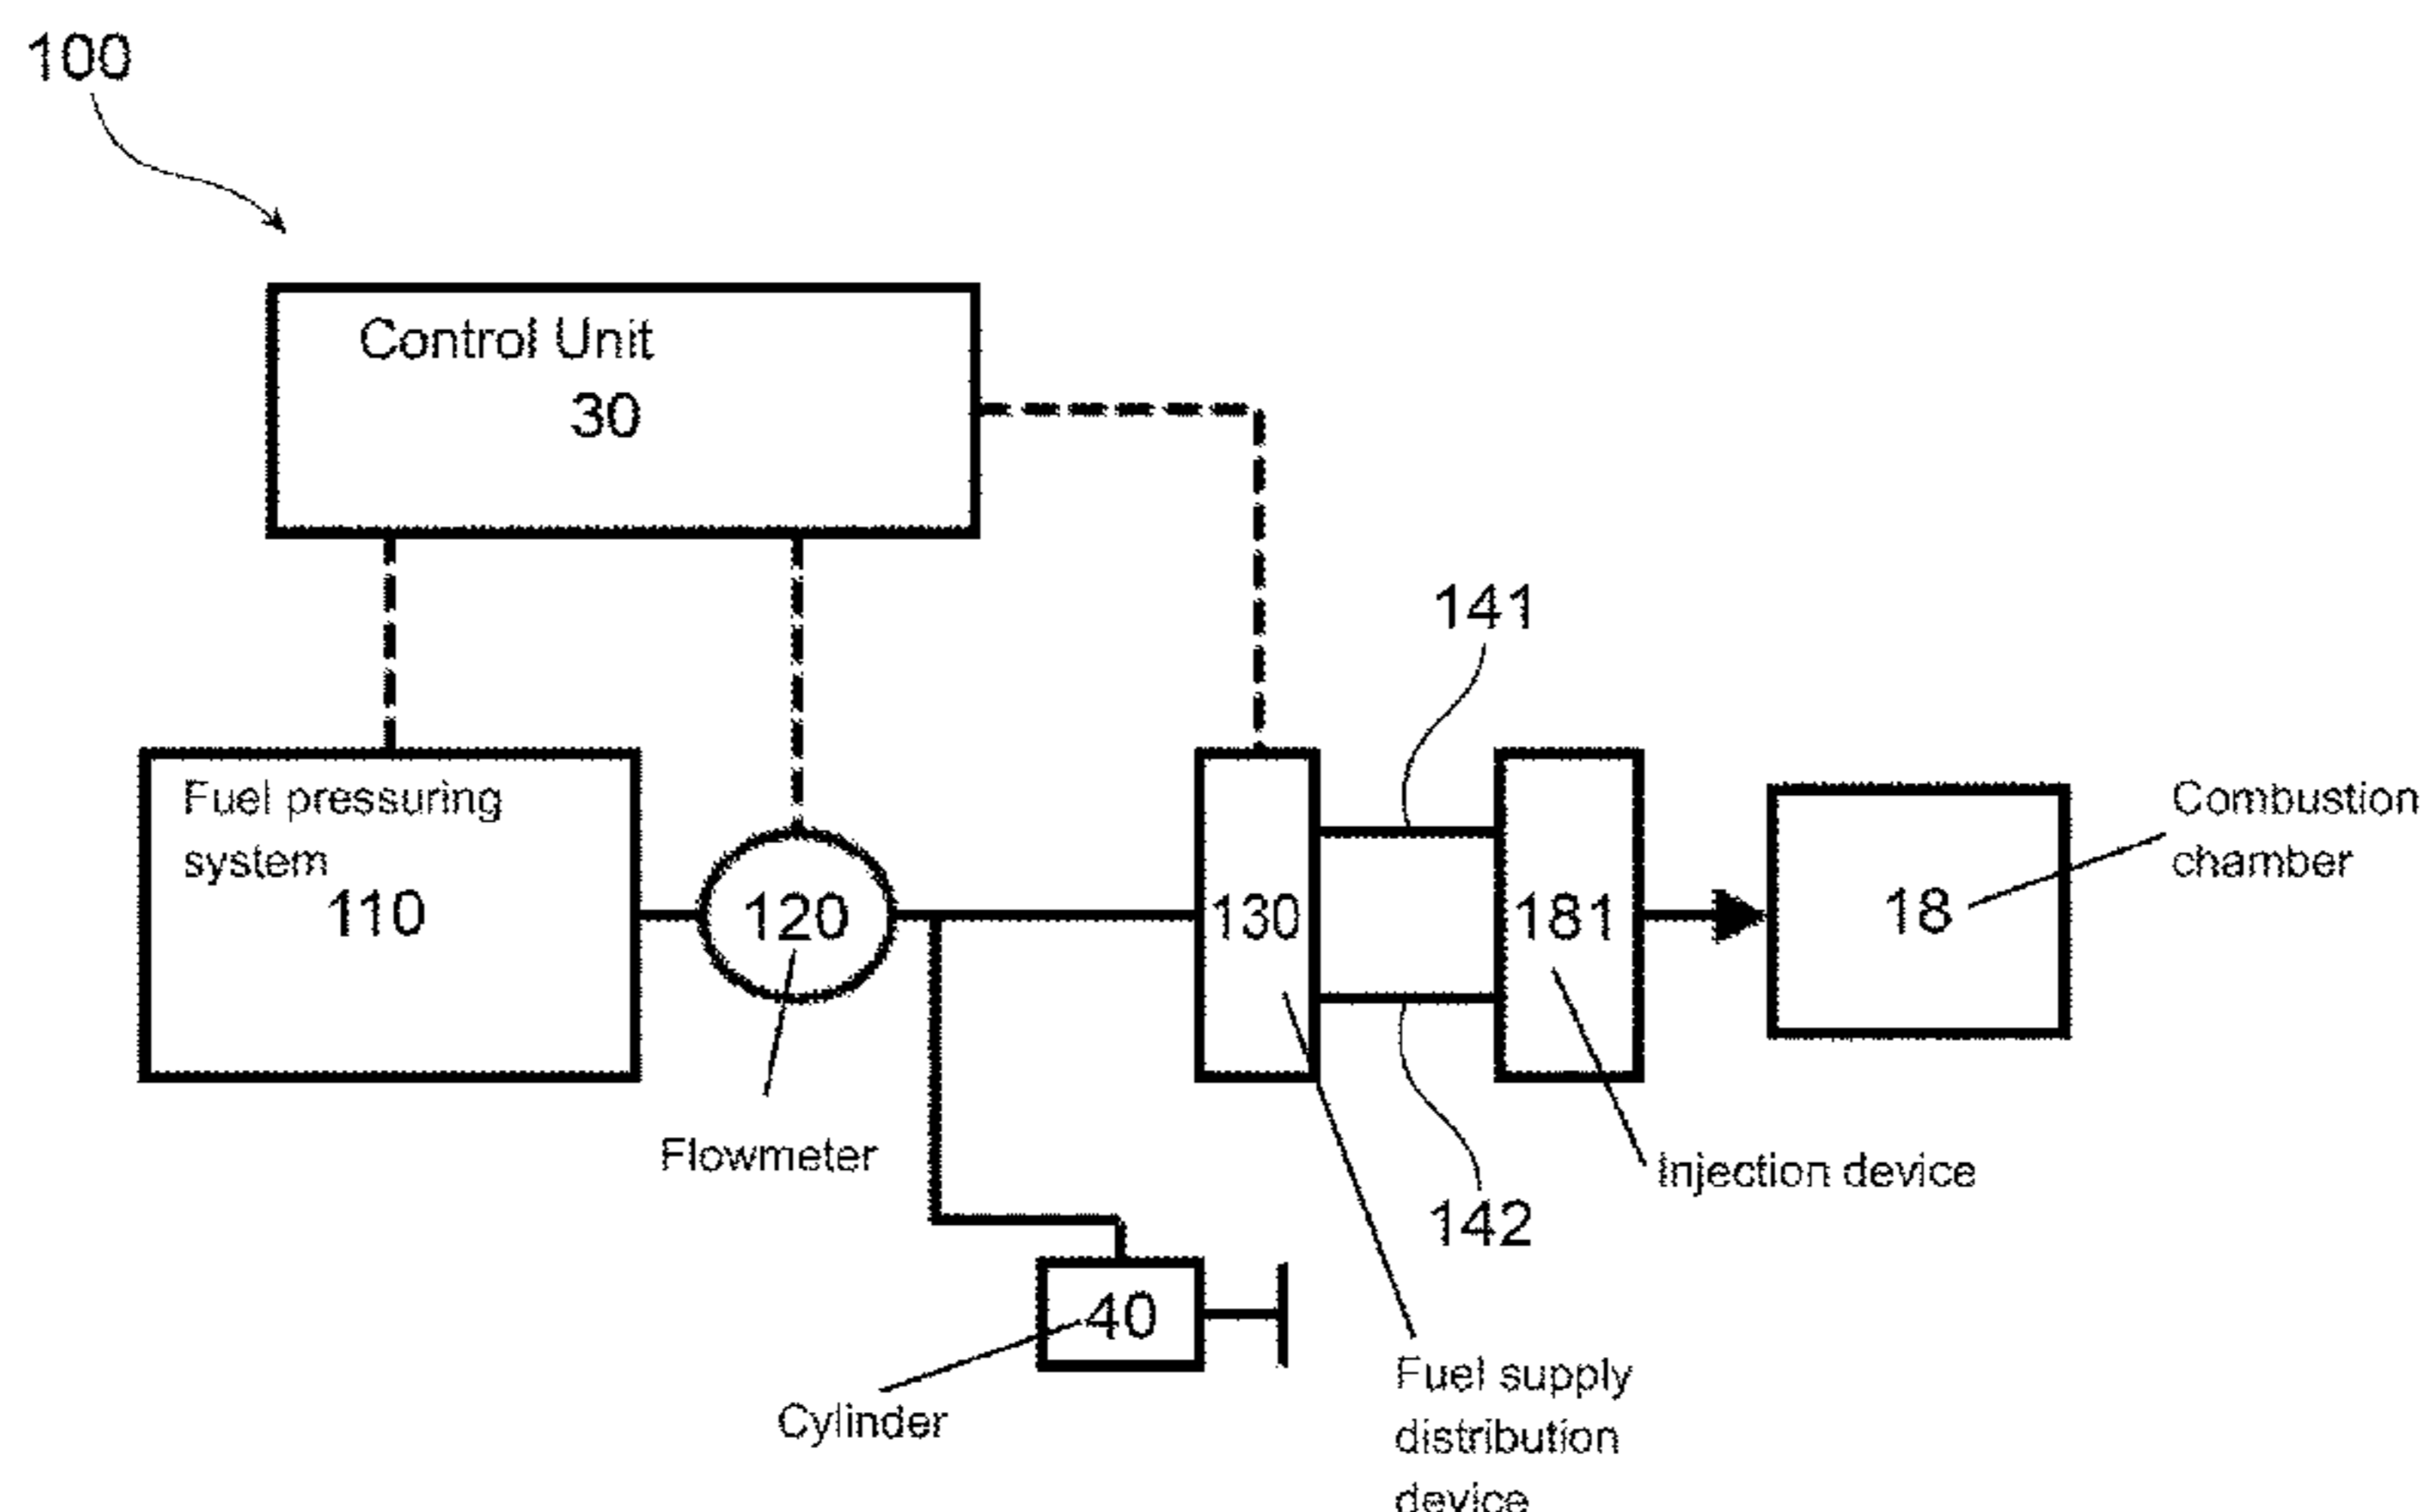 100
Control Unit
30
141
Fuel pressuring
system
110
120
130
181
18
Combustion
chamber
Flowmeter
Injection device
142
40
Cylinder
Fuel supply
distribution
device